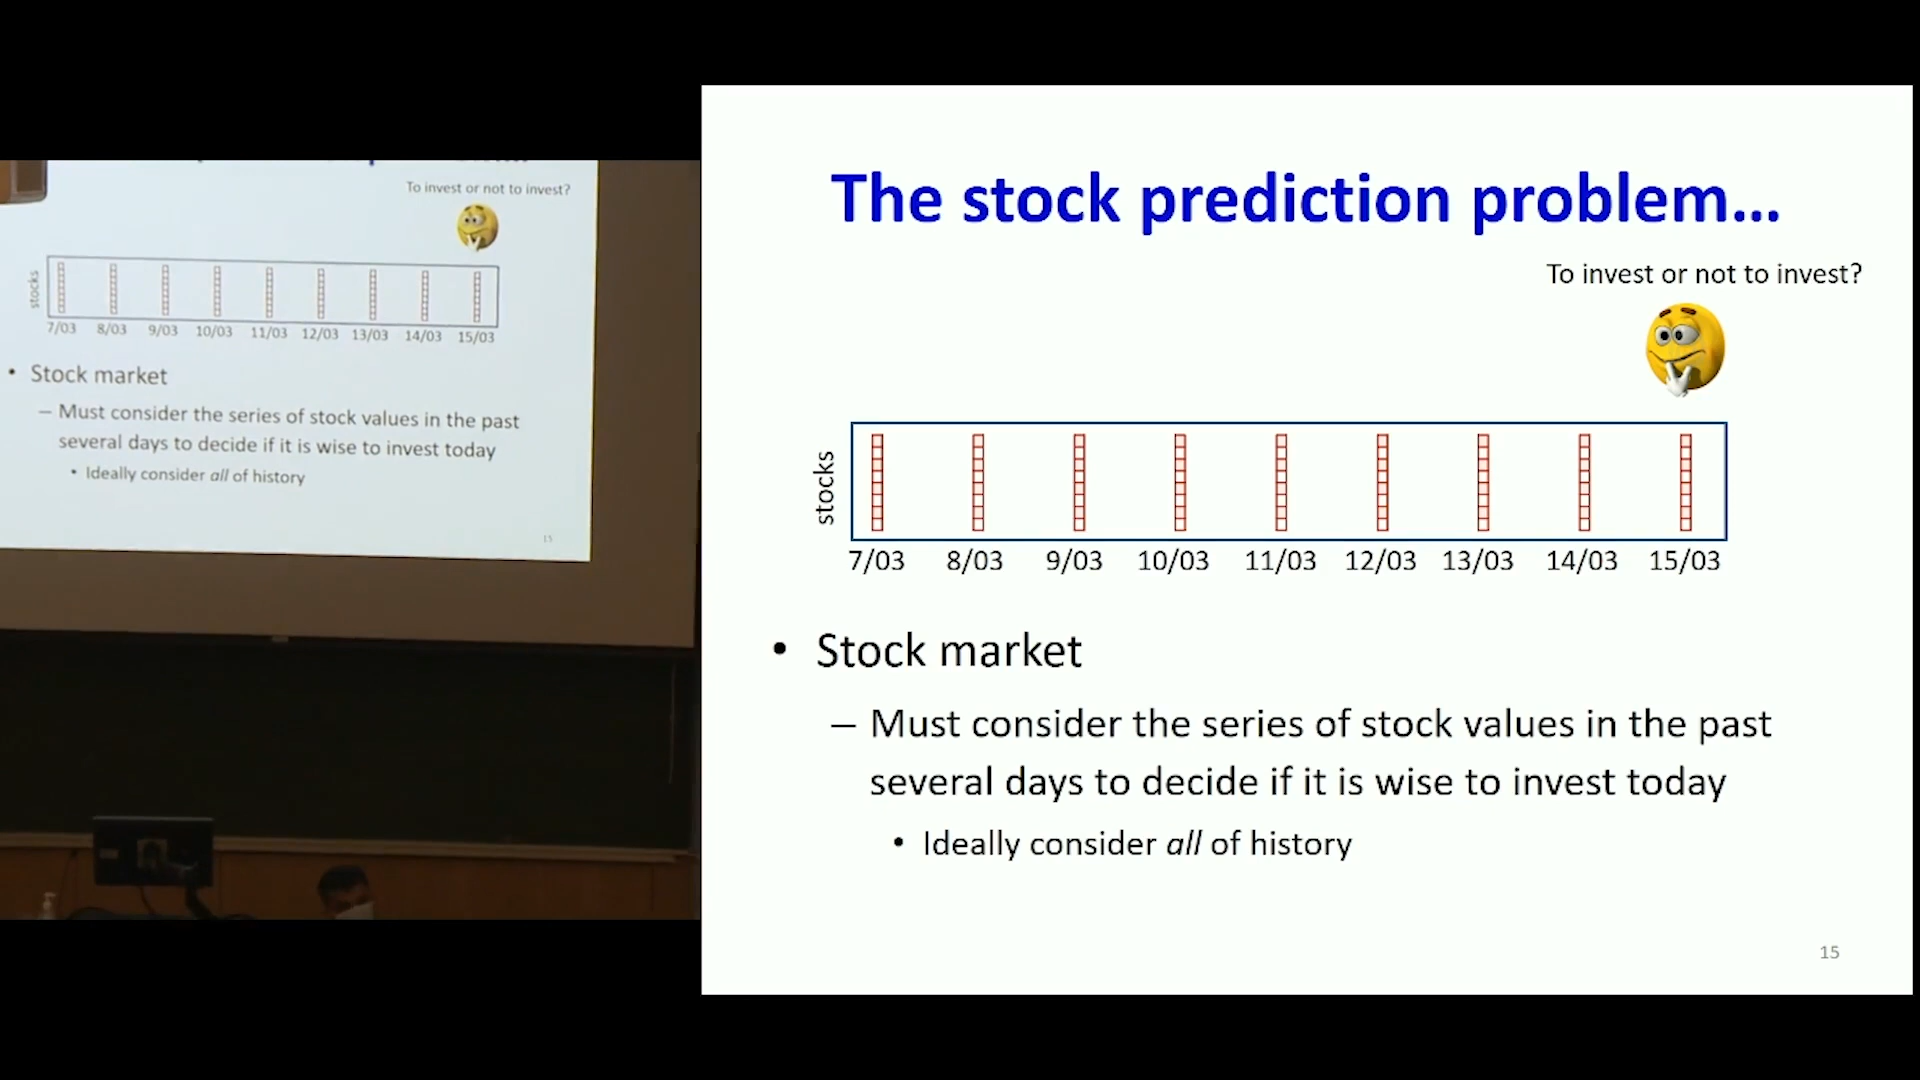 To invest or not to invest?
stocks
7/03 8/03 9/03 10/03 11/03 12/03 13/03 14/03 15/03
• Stock market
– Must consider the series of stock values in the past
several days to decide if it is wise to invest today
• Ideally consider all of history
15
The stock prediction problem...
To invest or not to invest?
stocks
7/03 8/03 9/03 10/03 11/03 12/03 13/03 14/03 15/03
• Stock market
– Must consider the series of stock values in the past
several days to decide if it is wise to invest today
• Ideally consider all of history
15